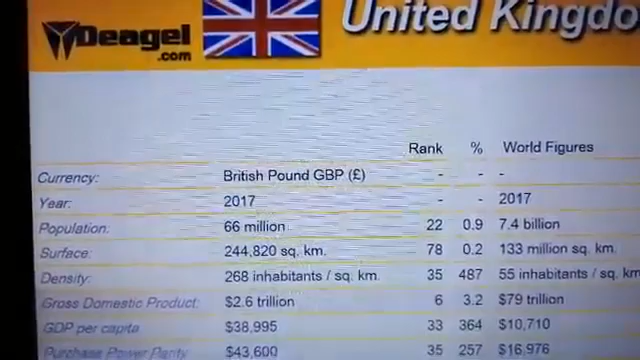 Deagel
.com
United Kingdo
Rank % World Figures
Currency: British Pound GBP (£) - - -
Year: 2017 - - 2017
Population: 66 million 22 0.9 7.4 billion
Surface: 244,820 sq. km. 78 0.2 133 million sq. km.
Density: 268 inhabitants / sq. km. 35 487 55 inhabitants / sq. km
Gross Domestic Product: $2.6 trillion 6 3.2 $79 trillion
GDP per capita $38,995 33 364 $10,710
Purchase Power Parity $43,600 35 257 $16,976